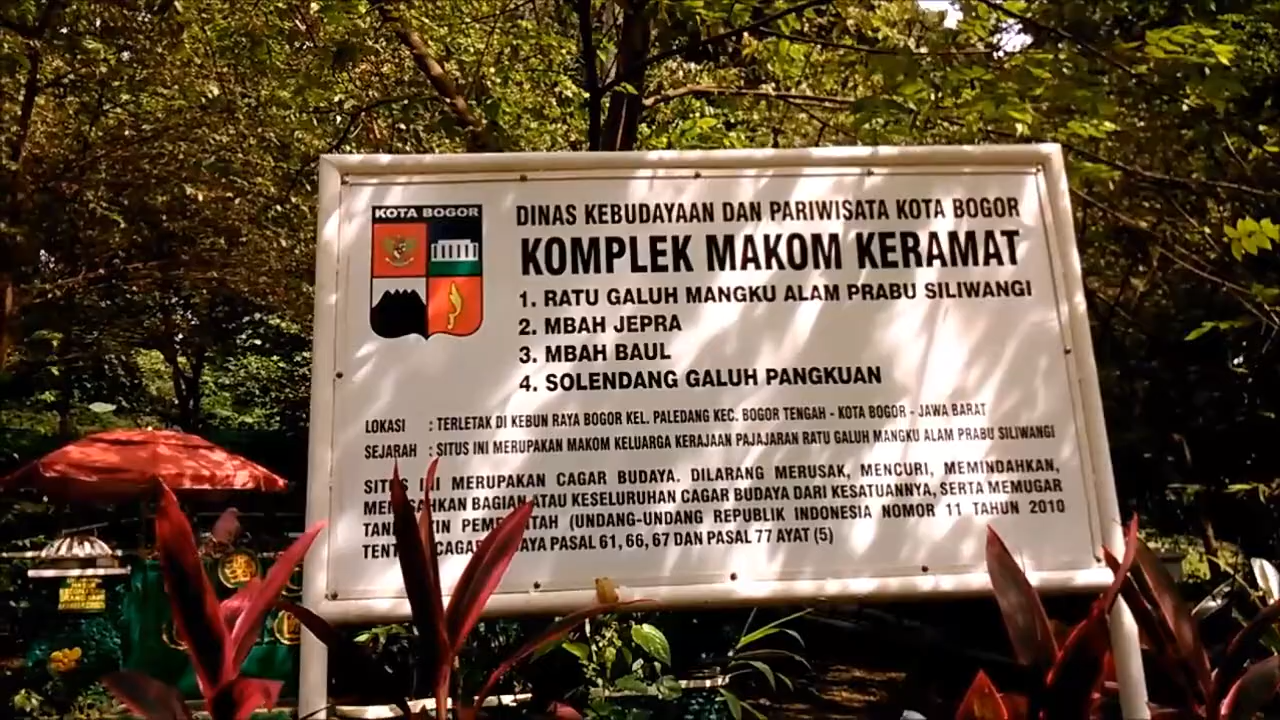 KOTA BOGOR
DINAS KEBUDAYAAN DAN PARIWISATA KOTA BOGOR
KOMPLEK MAKOM KERAMAT
1. RATU GALUH MANGKU ALAM PRABU SILIWANGI
2. MBAH JEPRA
3. MBAH BAUL
4. SOLENDANG GALUH PANGKUAN
LOKASI : TERLETAK DI KEBUN RAYA BOGOR KEL. PALEDANG KEC. BOGOR TENGAH - KOTA BOGOR - JAWA BARAT
SEJARAH : SITUS INI MERUPAKAN MAKOM KELUARGA KERAJAAN PAJAJARAN RATU GALUH MANGKU ALAM PRABU SILIWANGI
SITUS INI MERUPAKAN CAGAR BUDAYA. DILARANG MERUSAK, MENCURI, MEMINDAHKAN,
BAGIAN ATAU KESELURUHAN CAGAR BUDAYA DARI KESATUANNYA, SERTA MEMUGAR
(UNDANG-UNDANG REPUBLIK INDONESIA NOMOR 11 TAHUN 2010
CAGAR PASAL 61, 66, 67 DAN PASAL 77 AYAT (5)